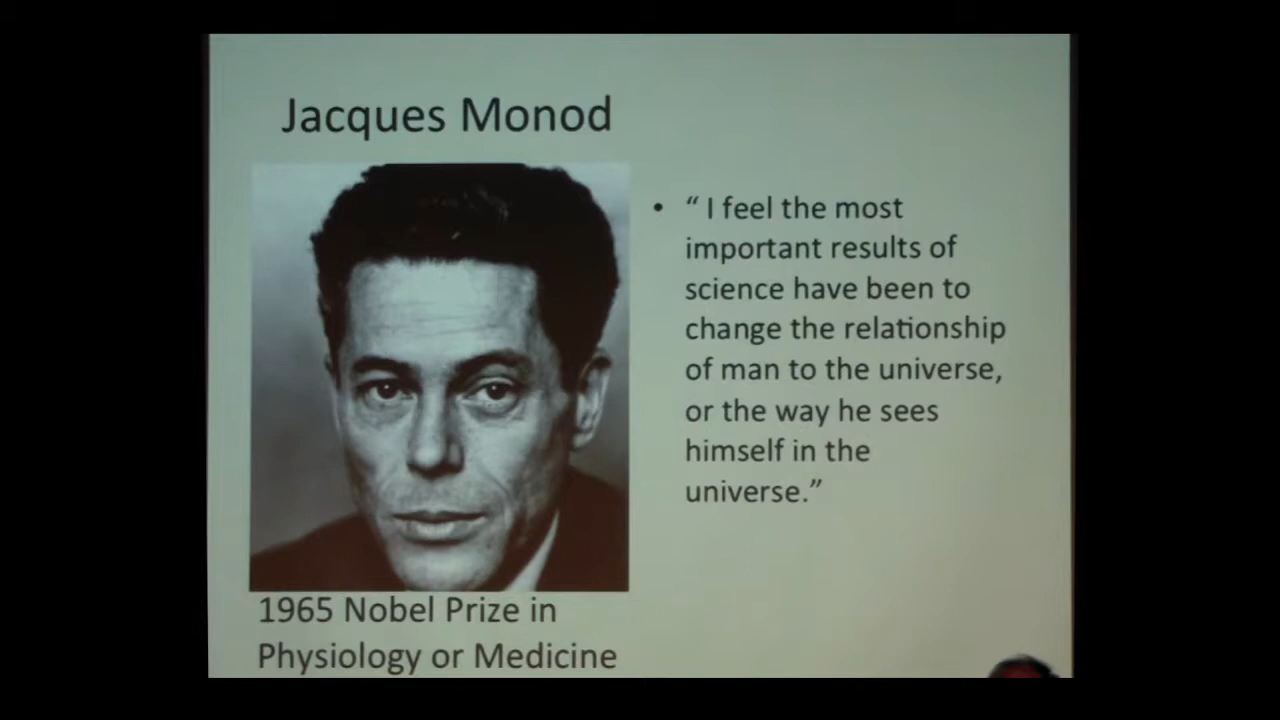 Jacques Monod
• “ I feel the most
important results of
science have been to
change the relationship
of man to the universe,
or the way he sees
himself in the
universe.”
1965 Nobel Prize in
Physiology or Medicine